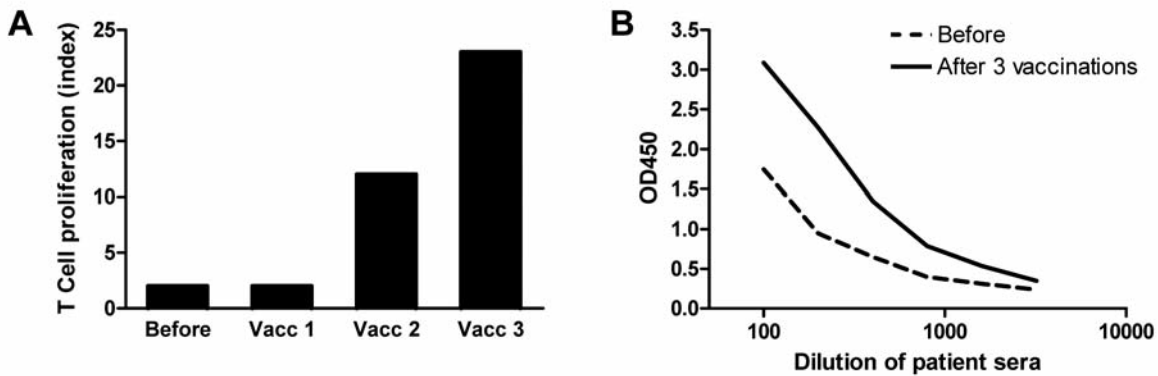 A
T Cell proliferation (index)
25
20
15
10
5
0
Before
Vacc 1
Vacc 2
Vacc 3
B
Before
After 3 vaccinations
OD450
3.5
3.0
2.5
2.0
1.5
1.0
0.5
0.0
100
1000
10000
Dilution of patient sera